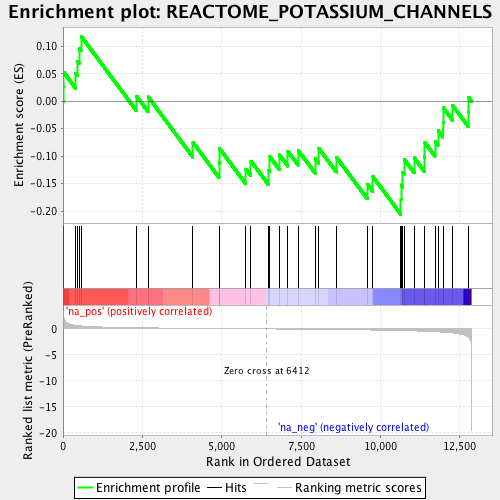 Enrichment plot: REACTOME_POTASSIUM_CHANNELS
Enrichment score (ES)
0.10
0.05
0.00
-0.05
-0.10
-0.15
-0.20
'na_pos' (positively correlated)
Ranked list metric (PreRanked)
0
-5
-10
-15
-20
Zero cross at 6412
'na_neg' (negatively correlated)
0
2,500
5,000
7,500
10,000
12,500
Rank in Ordered Dataset
Enrichment profile
Hits
Ranking metric scores